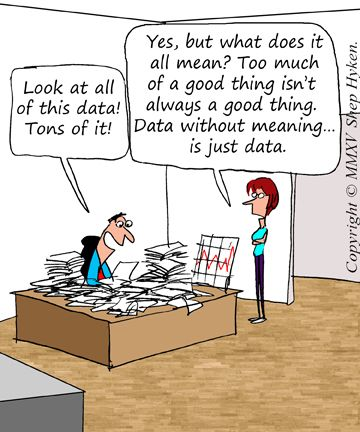 Look at all
of this data!
Tons of it!
Yes, but what does it
all mean? Too much
of a good thing isn't
always a good thing.
Data without meaning...
is just data.
Copyright © MMXV Shep Hyken.